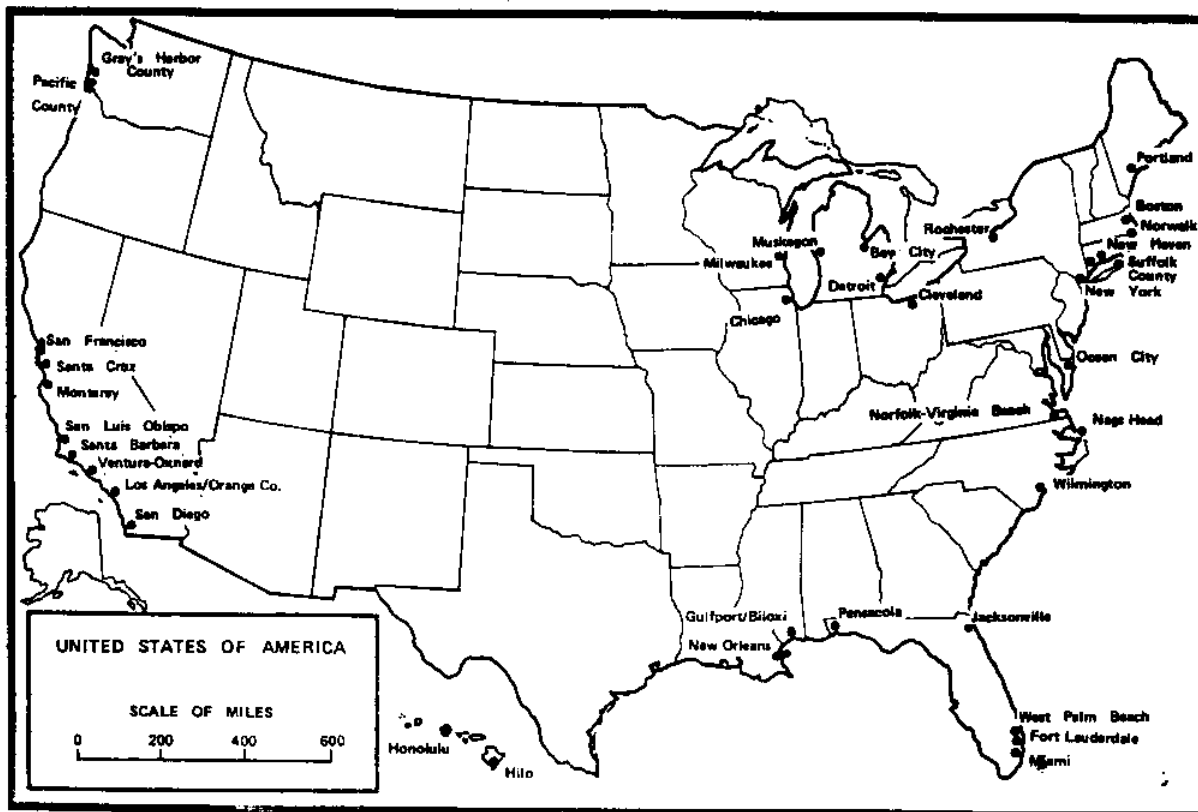 Gray's Harbor
County
Pacific
County
Portland
Boston
Norwalk
New Haven
Suffolk
County
New York
Rochester
Muskegon
Bay City
Milwaukee
Detroit
Cleveland
Chicago
San Francisco
Santa Cruz
Monterey
Ocean City
Norfolk-Virginia Beach
Nags Head
San Luis Obispo
Santa Barbara
Ventura-Oxnard
Los Angeles/Orange Co.
San Diego
Wilmington
Gulfport/Biloxi
Pensacola
Jacksonville
New Orleans
UNITED STATES OF AMERICA
SCALE OF MILES
0 200 400 600
Honolulu
Hilo
West Palm Beach
Fort Lauderdale
Miami